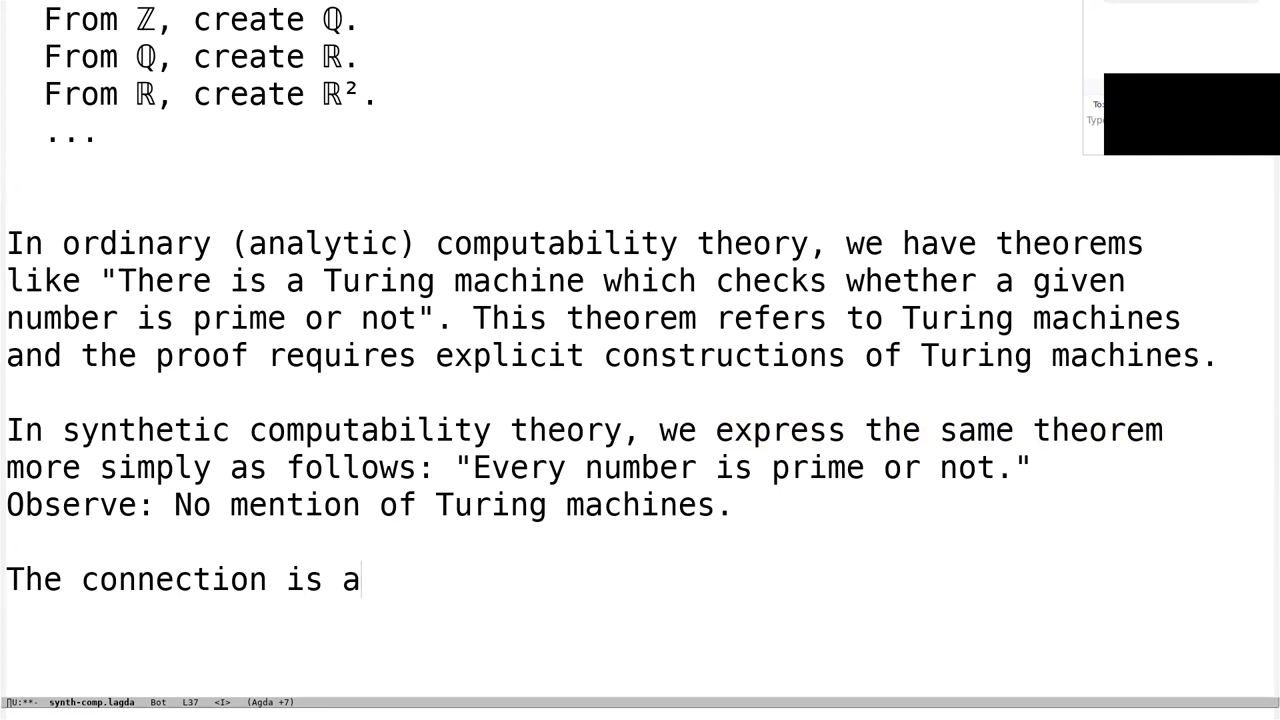 From ℤ, create ℚ.
From ℚ, create ℝ.
From ℝ, create ℝ².
...
To:
In ordinary (analytic) computability theory, we have theorems
like "There is a Turing machine which checks whether a given
number is prime or not". This theorem refers to Turing machines
and the proof requires explicit constructions of Turing machines.
In synthetic computability theory, we express the same theorem
more simply as follows: "Every number is prime or not."
Observe: No mention of Turing machines.
The connection is a
U:**- synth-comp.lagda Bot L37 <I> (Agda +7)